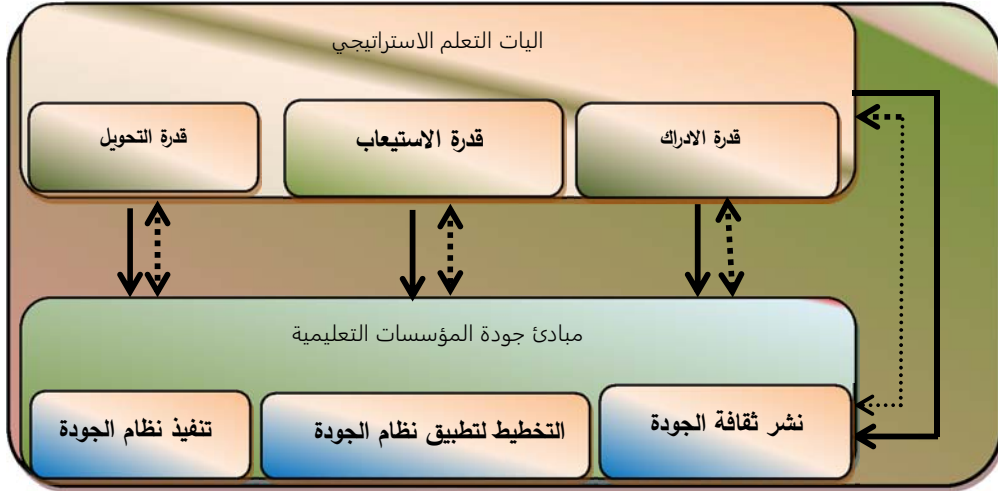 اليات التعلم الاستراتيجي
قدرة الادراك
قدرة الاستيعاب
قدرة التحويل
مبادئ جودة المؤسسات التعليمية
نشر ثقافة الجودة
التخطيط لتطبيق نظام الجودة
تنفيذ نظام الجودة